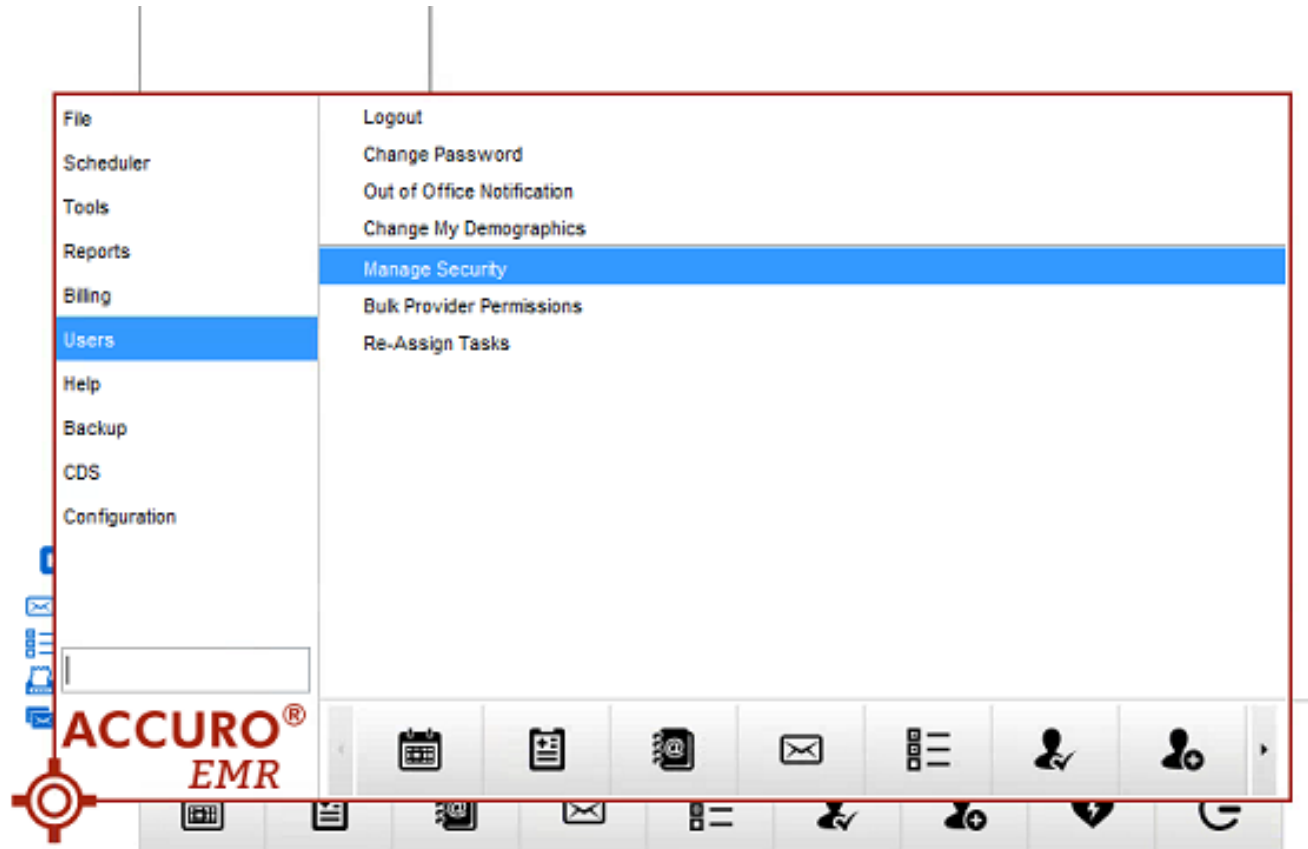 File
Scheduler
Tools
Reports
Billing
Users
Help
Backup
CDS
Configuration
Logout
Change Password
Out of Office Notification
Change My Demographics
Manage Security
Bulk Provider Permissions
Re-Assign Tasks
ACCURO®
EMR